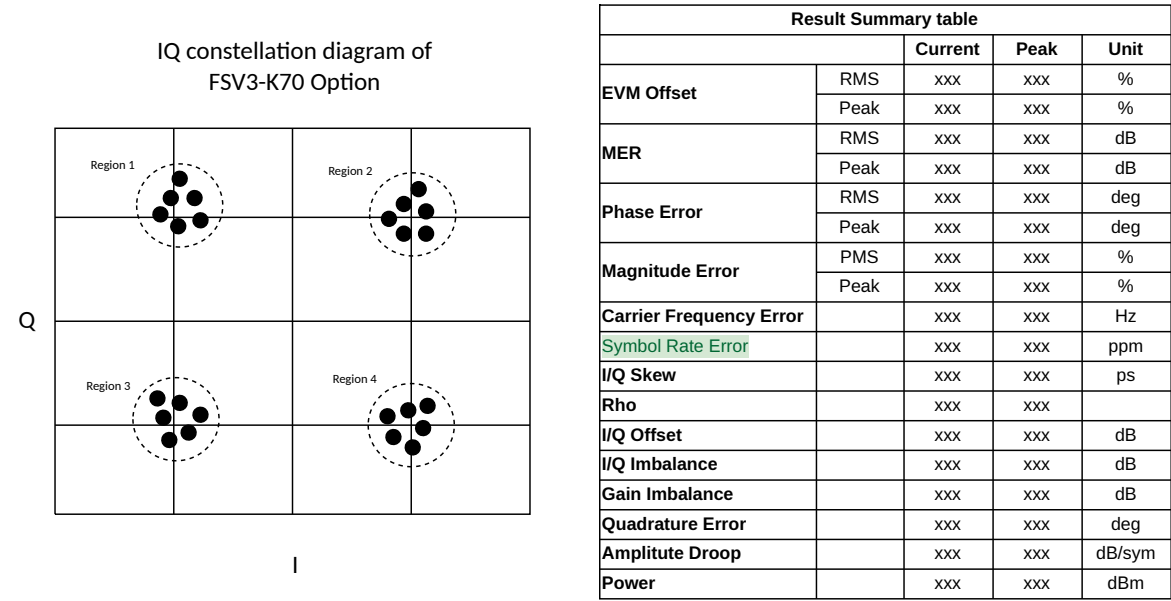 IQ constellation diagram of
FSV3-K70 Option
Region 1
Region 2
Q
Region 3
Region 4
I
Result Summary table
Current Peak Unit
EVM Offset RMS xxx xxx %
Peak xxx xxx %
MER RMS xxx xxx dB
Peak xxx xxx dB
Phase Error RMS xxx xxx deg
Peak xxx xxx deg
Magnitude Error PMS xxx xxx %
Peak xxx xxx %
Carrier Frequency Error xxx xxx Hz
Symbol Rate Error xxx xxx ppm
I/Q Skew xxx xxx ps
Rho xxx xxx
I/Q Offset xxx xxx dB
I/Q Imbalance xxx xxx dB
Gain Imbalance xxx xxx dB
Quadrature Error xxx xxx deg
Amplitute Droop xxx xxx dB/sym
Power xxx xxx dBm